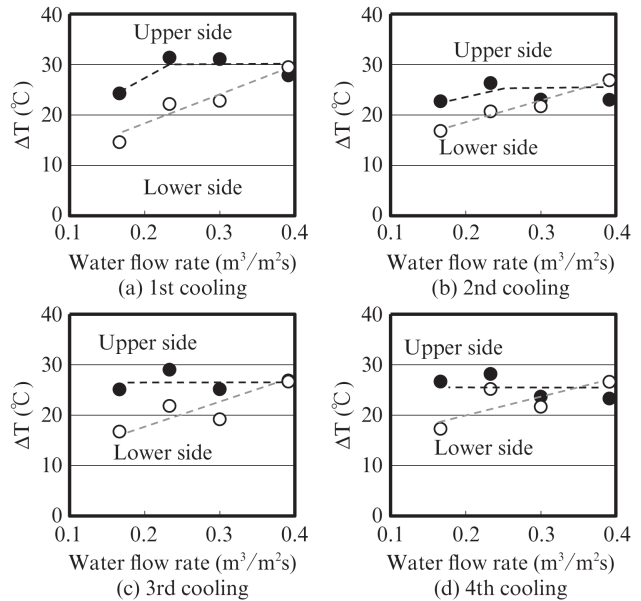 40
30
20
10
0
ΔT (℃)
Upper side
Lower side
0.1 0.2 0.3 0.4
Water flow rate (m³/m²s)
(a) 1st cooling
40
30
20
10
0
ΔT (℃)
Upper side
Lower side
0.1 0.2 0.3 0.4
Water flow rate (m³/m²s)
(b) 2nd cooling
40
30
20
10
0
ΔT (℃)
Upper side
Lower side
0.1 0.2 0.3 0.4
Water flow rate (m³/m²s)
(c) 3rd cooling
40
30
20
10
0
ΔT (℃)
Upper side
Lower side
0.1 0.2 0.3 0.4
Water flow rate (m³/m²s)
(d) 4th cooling